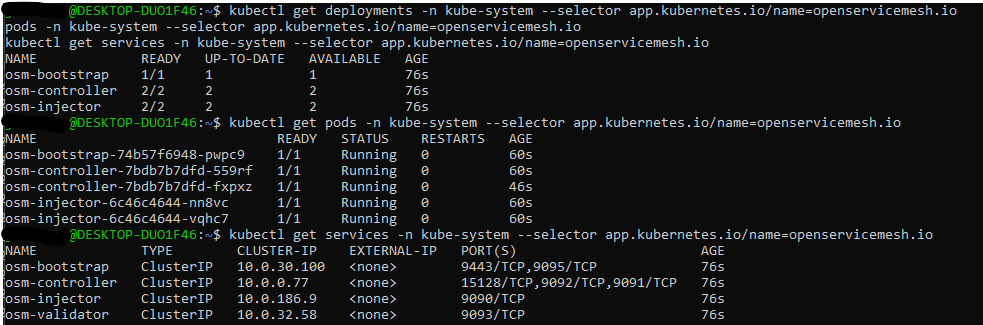 @DESKTOP-DUO1F46:~$ kubectl get deployments -n kube-system --selector app.kubernetes.io/name=openservicemesh.io
pods -n kube-system --selector app.kubernetes.io/name=openservicemesh.io
kubectl get services -n kube-system --selector app.kubernetes.io/name=openservicemesh.io
NAME READY UP-TO-DATE AVAILABLE AGE
osm-bootstrap 1/1 1 1 76s
osm-controller 2/2 2 2 76s
osm-injector 2/2 2 2 76s
@DESKTOP-DUO1F46:~$ kubectl get pods -n kube-system --selector app.kubernetes.io/name=openservicemesh.io
NAME READY STATUS RESTARTS AGE
osm-bootstrap-74b57f6948-pwpc9 1/1 Running 0 60s
osm-controller-7bdb7b7dfd-559rf 1/1 Running 0 60s
osm-controller-7bdb7b7dfd-fxpxz 1/1 Running 0 46s
osm-injector-6c46c4644-nn8vc 1/1 Running 0 60s
osm-injector-6c46c4644-vqhc7 1/1 Running 0 60s
@DESKTOP-DUO1F46:~$ kubectl get services -n kube-system --selector app.kubernetes.io/name=openservicemesh.io
NAME TYPE CLUSTER-IP EXTERNAL-IP PORT(S) AGE
osm-bootstrap ClusterIP 10.0.30.100 <none> 9443/TCP,9095/TCP 76s
osm-controller ClusterIP 10.0.0.77 <none> 15128/TCP,9092/TCP,9091/TCP 76s
osm-injector ClusterIP 10.0.186.9 <none> 9090/TCP 76s
osm-validator ClusterIP 10.0.32.58 <none> 9093/TCP 76s